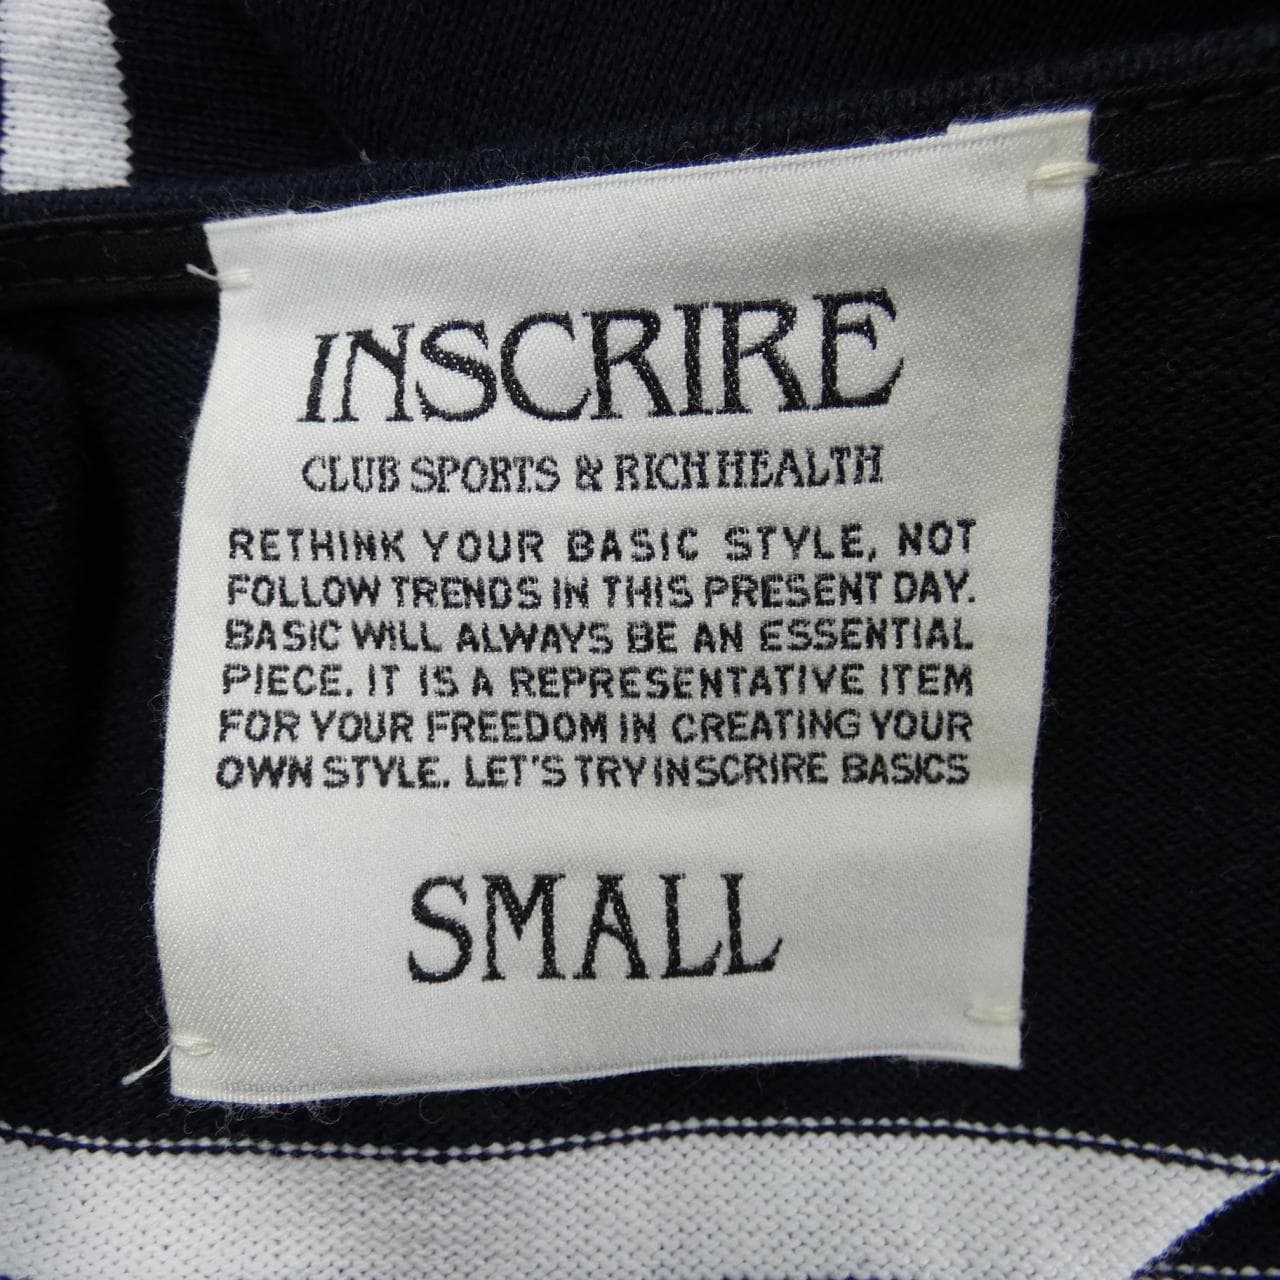 INSCRIRE
CLUB SPORTS & RICH HEALTH
RETHINK YOUR BASIC STYLE, NOT
FOLLOW TRENDS IN THIS PRESENT DAY.
BASIC WILL ALWAYS BE AN ESSENTIAL
PIECE. IT IS A REPRESENTATIVE ITEM
FOR YOUR FREEDOM IN CREATING YOUR
OWN STYLE. LET'S TRY INSCRIRE BASICS
SMALL